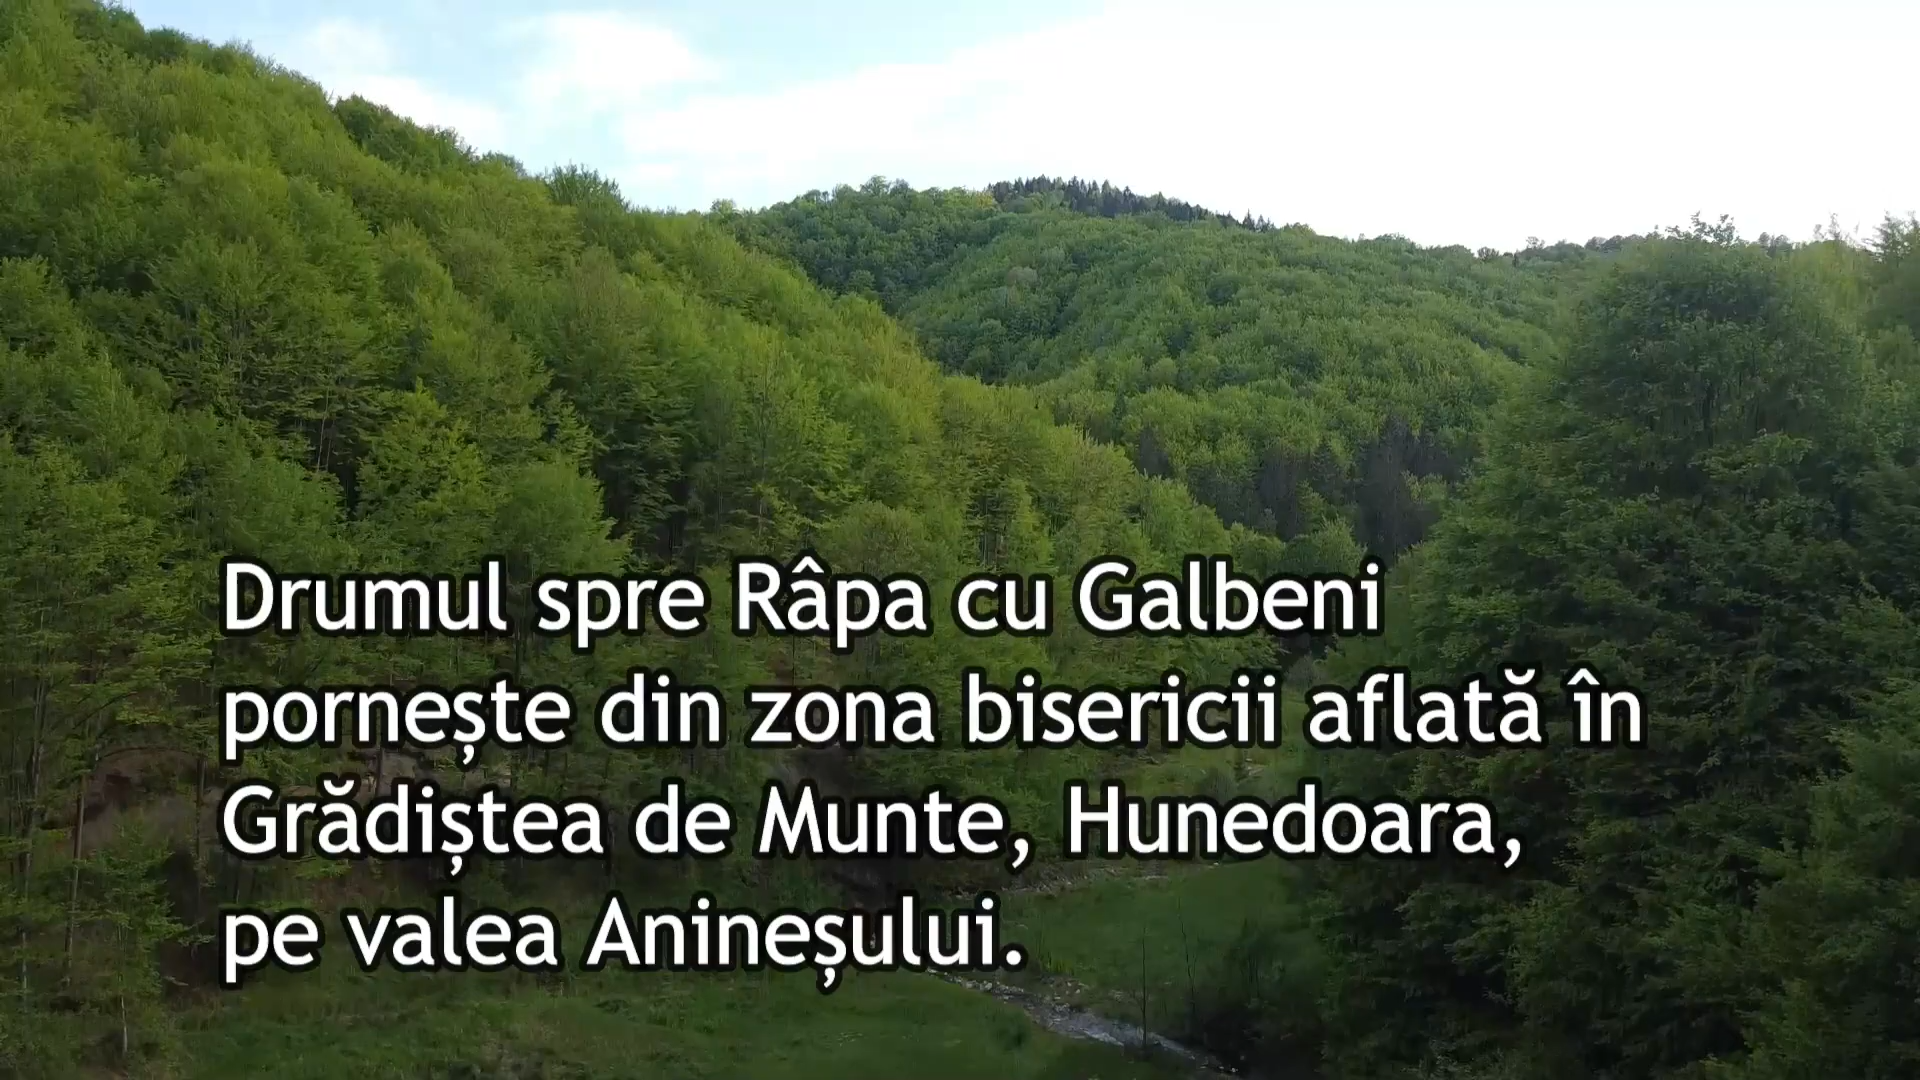 Drumul spre Râpa cu Galbeni
pornește din zona bisericii aflată în
Grădiștea de Munte, Hunedoara,
pe valea Anineșului.